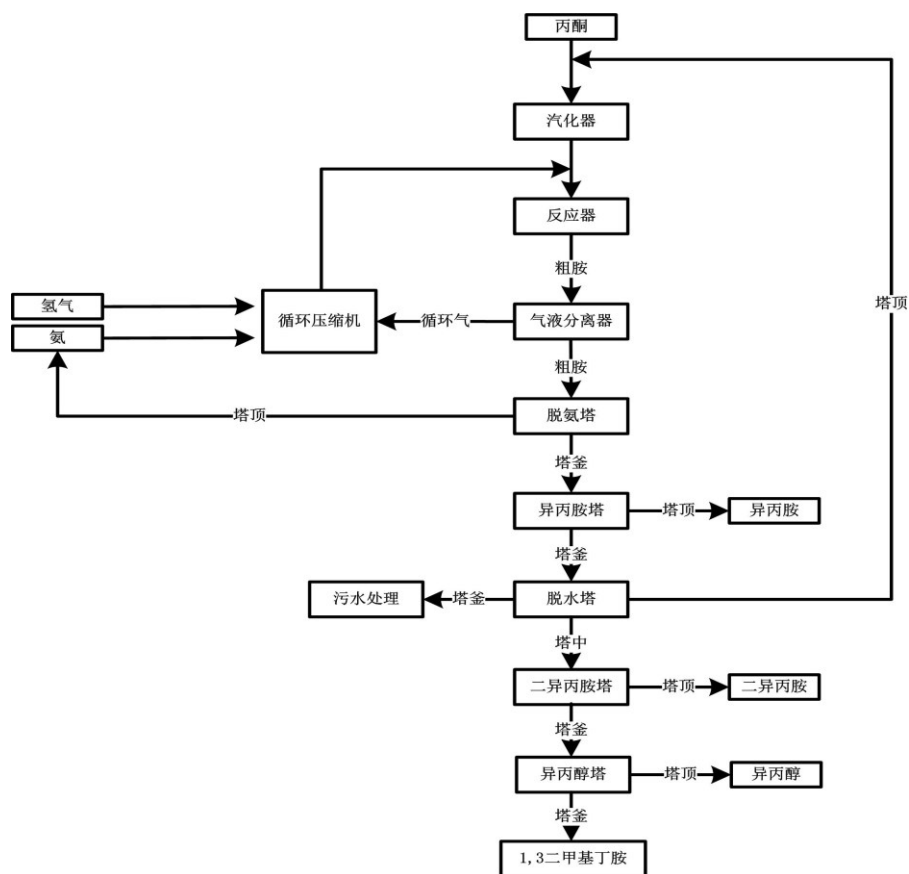 丙酮
汽化器
反应器
粗胺
氢气
循环压缩机
循环气
气液分离器
塔顶
氨
粗胺
塔顶
脱氨塔
塔釜
异丙胺塔
塔顶
异丙胺
塔釜
污水处理
塔釜
脱水塔
塔中
二异丙胺塔
塔顶
二异丙胺
塔釜
异丙醇塔
塔顶
异丙醇
塔釜
1,3二甲基丁胺